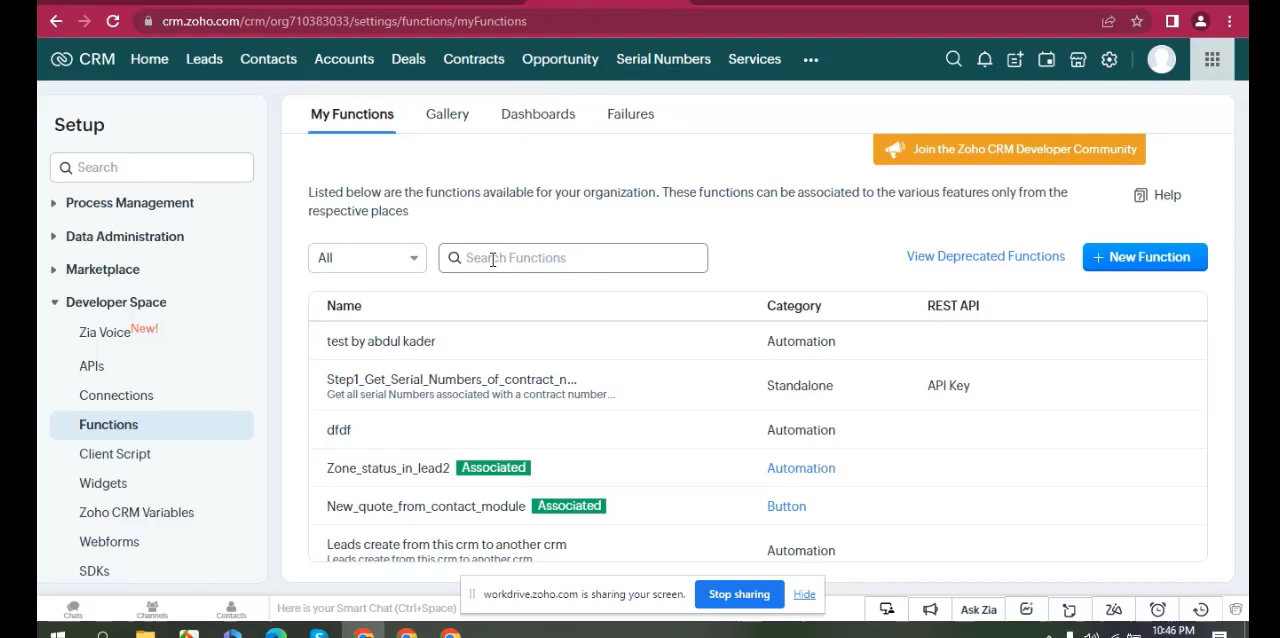 crm.zoho.com/crm/org710383033/settings/functions/myFunctions
CRM Home Leads Contacts Accounts Deals Contracts Opportunity Serial Numbers Services •••
Setup
Search
Process Management
Data Administration
Marketplace
Developer Space
Zia Voice New!
APIs
Connections
Functions
Client Script
Widgets
Zoho CRM Variables
Webforms
SDKs
My Functions Gallery Dashboards Failures
Join the Zoho CRM Developer Community
Listed below are the functions available for your organization. These functions can be associated to the various features only from the
respective places
Help
All
Search Functions
View Deprecated Functions
+ New Function
Name Category REST API
test by abdul kader Automation
Step1_Get_Serial_Numbers_of_contract_n... Standalone API Key
Get all serial Numbers associated with a contract number...
dfdf Automation
Zone_status_in_lead2 Associated Automation
New_quote_from_contact_module Associated Button
Leads create from this crm to another crm Automation
Leads create from this crm to another crm
workdrive.zoho.com is sharing your screen. Stop sharing Hide
Chats Channels Contacts
Here is your Smart Chat (Ctrl+Space)
Ask Zia
10:46 PM